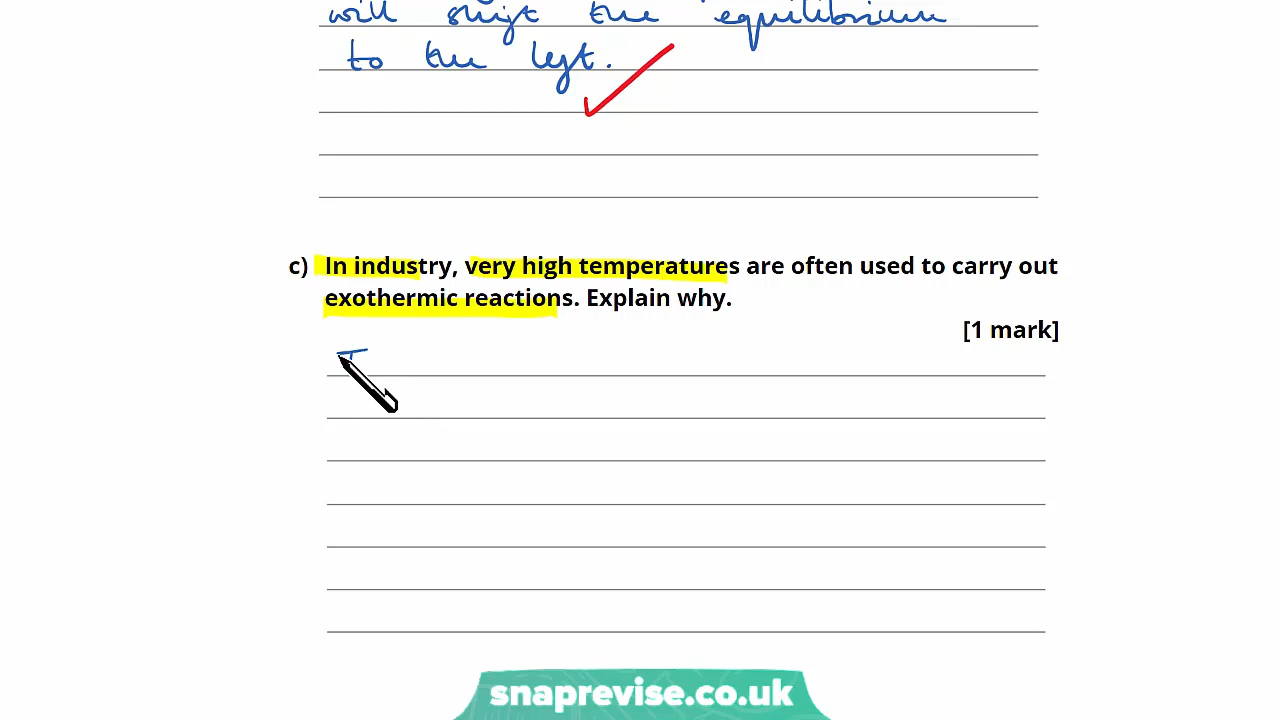 will shift the equilibrium
to the left.
c) In industry, very high temperatures are often used to carry out
exothermic reactions. Explain why.
[1 mark]
snaprevise.co.uk